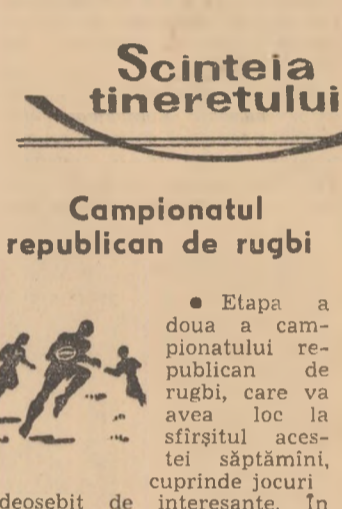 Scînteia
tineretului
Campionatul
republican de rugbi
● Etapa a
doua a cam-
pionatului re-
publican de
rugbi, care va
avea loc la
sfîrşitul aces-
tei săptămîni,
cuprinde jocuri
deosebit de interesante. În